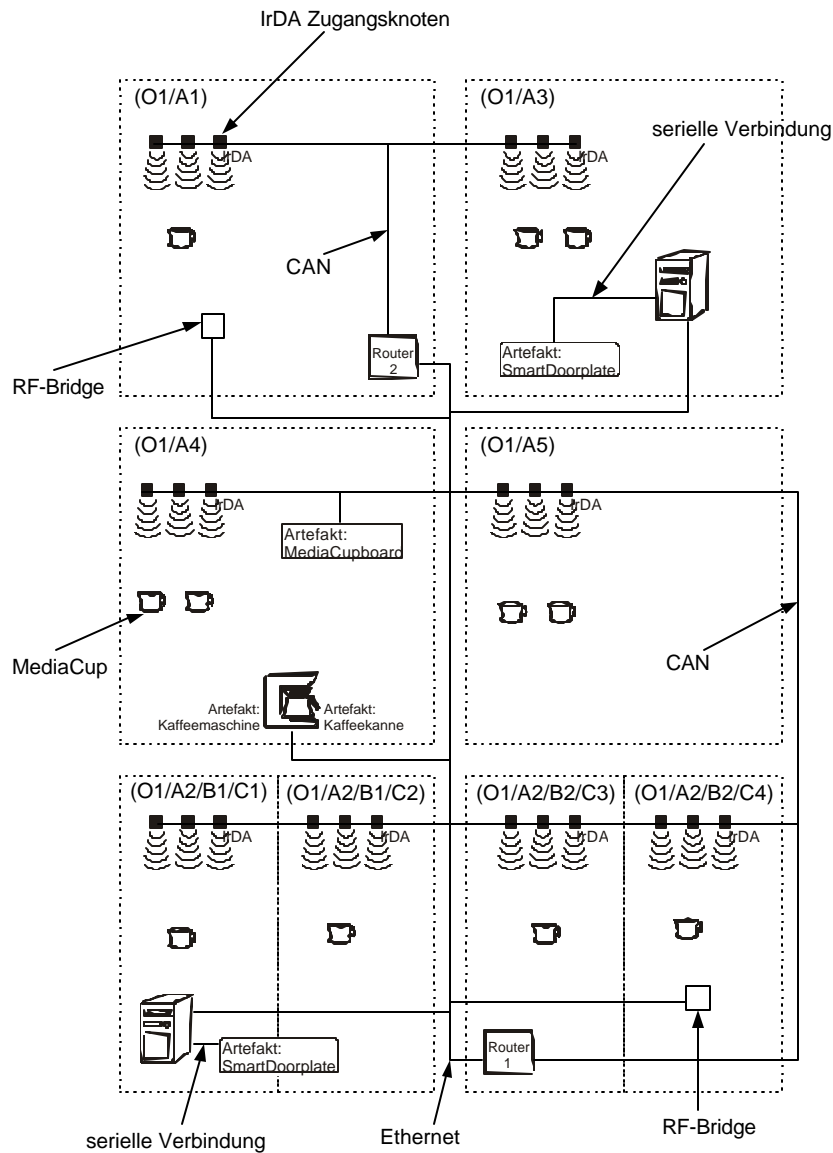 IrDA Zugangsknoten
(O1/A1)
(O1/A3)
serielle Verbindung
IrDA
IrDA
CAN
Router
2
Artefakt:
SmartDoorplate
RF-Bridge
(O1/A4)
(O1/A5)
IrDA
IrDA
Artefakt:
MediaCupboard
MediaCup
CAN
Artefakt:
Kaffeemaschine
Artefakt:
Kaffeekanne
(O1/A2/B1/C1)
(O1/A2/B1/C2)
(O1/A2/B2/C3)
(O1/A2/B2/C4)
IrDA
IrDA
IrDA
IrDA
Artefakt:
SmartDoorplate
Router
1
serielle Verbindung
Ethernet
RF-Bridge